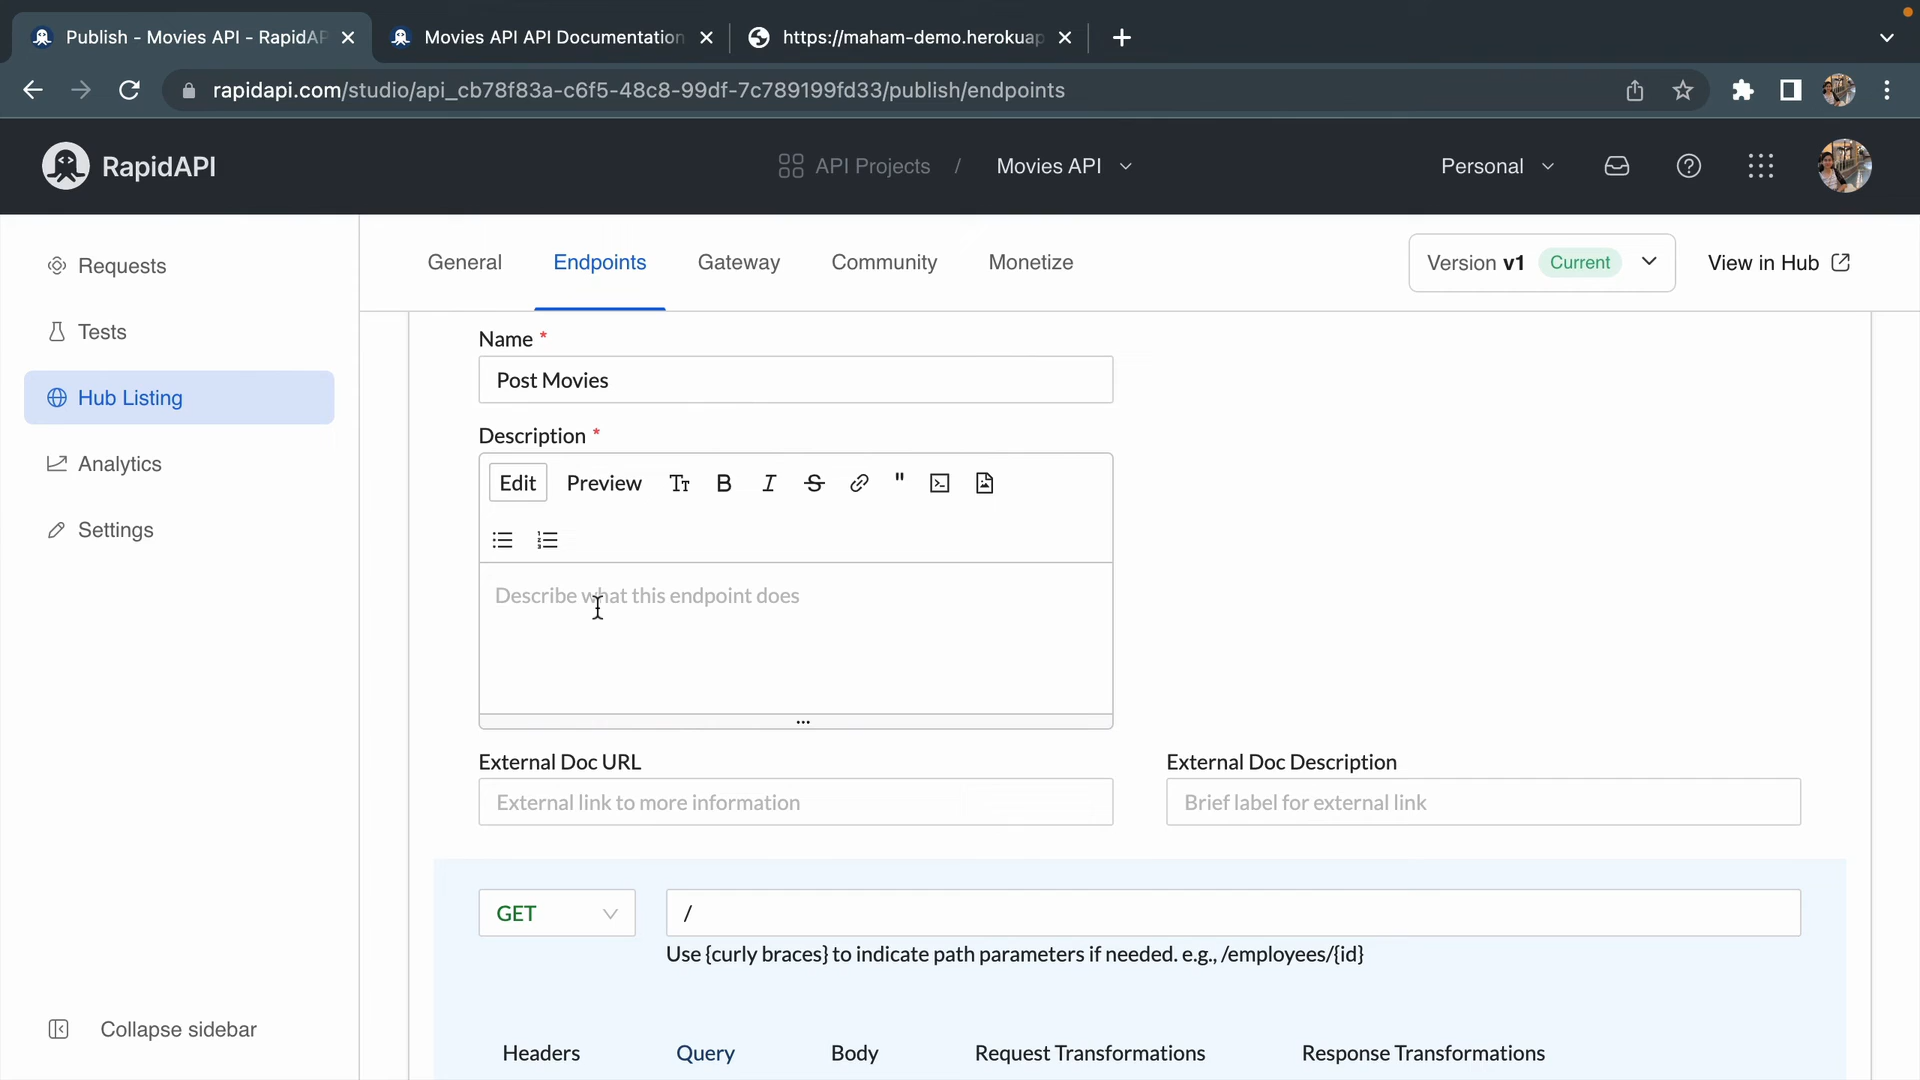 Publish - Movies API - RapidAP
Movies API API Documentation
https://maham-demo.herokuap
rapidapi.com/studio/api_cb78f83a-c6f5-48c8-99df-7c789199fd33/publish/endpoints
RapidAPI
API Projects / Movies API
Personal
Requests
Tests
Hub Listing
Analytics
Settings
Collapse sidebar
General
Endpoints
Gateway
Community
Monetize
Version v1 Current
View in Hub
Name *
Post Movies
Description *
Edit
Preview
Describe what this endpoint does
External Doc URL
External link to more information
External Doc Description
Brief label for external link
GET
/
Use {curly braces} to indicate path parameters if needed. e.g., /employees/{id}
Headers
Query
Body
Request Transformations
Response Transformations